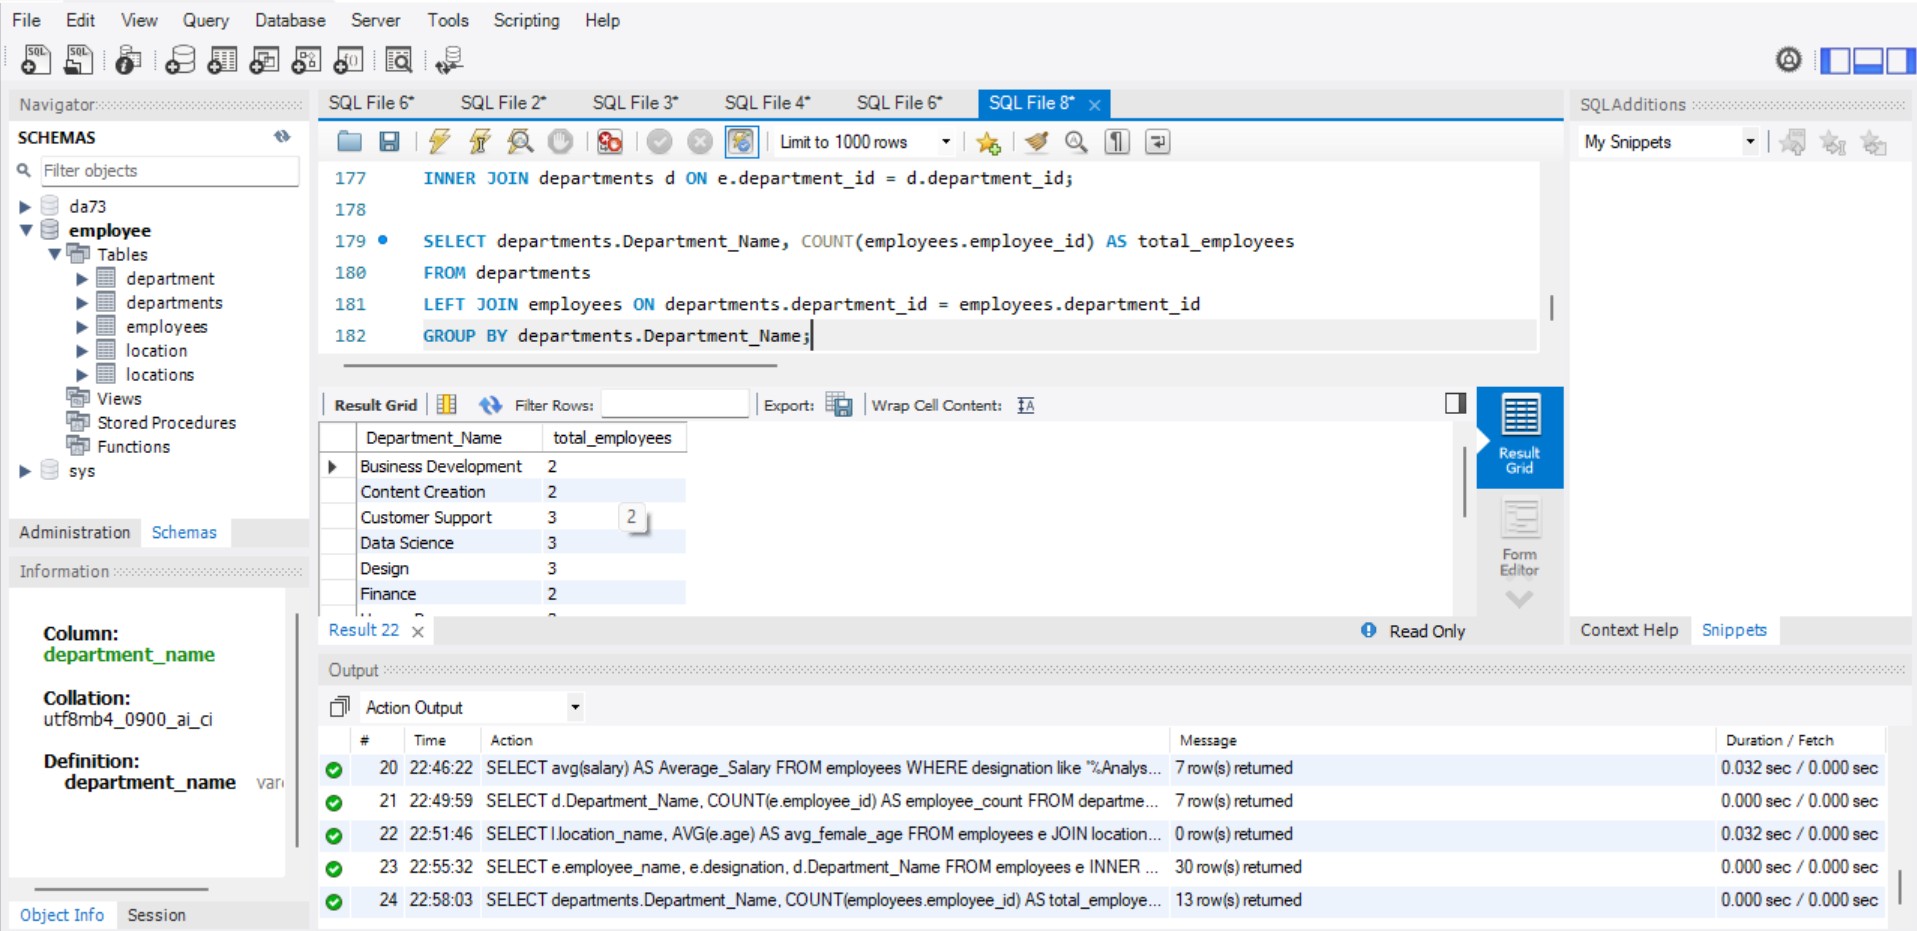 File Edit View Query Database Server Tools Scripting Help
Navigator
SCHEMAS
Filter objects
da73
employee
Tables
department
departments
employees
location
locations
Views
Stored Procedures
Functions
sys
Administration Schemas
Information
Column:
department_name
Collation:
utf8mb4_0900_ai_ci
Definition:
department_name
Object Info Session
SQL File 6* SQL File 2* SQL File 3* SQL File 4* SQL File 6* SQL File 8*
Limit to 1000 rows
177 INNER JOIN departments d ON e.department_id = d.department_id;
178
179 SELECT departments.Department_Name, COUNT(employees.employee_id) AS total_employees
180 FROM departments
181 LEFT JOIN employees ON departments.department_id = employees.department_id
182 GROUP BY departments.Department_Name;
Result Grid Filter Rows: Export: Wrap Cell Content:
Department_Name total_employees
Business Development 2
Content Creation 2
Customer Support 3
2
Data Science 3
Design 3
Finance 2
Result Grid
Form Editor
Result 22
Read Only
SQLAdditions
My Snippets
Context Help Snippets
Output
Action Output
# Time Action Message Duration / Fetch
20 22:46:22 SELECT avg(salary) AS Average_Salary FROM employees WHERE designation like "%Analys... 7 row(s) returned 0.032 sec / 0.000 sec
21 22:49:59 SELECT d.Department_Name, COUNT(e.employee_id) AS employee_count FROM departme... 7 row(s) returned 0.000 sec / 0.000 sec
22 22:51:46 SELECT l.location_name, AVG(e.age) AS avg_female_age FROM employees e JOIN location... 0 row(s) returned 0.032 sec / 0.000 sec
23 22:55:32 SELECT e.employee_name, e.designation, d.Department_Name FROM employees e INNER ... 30 row(s) returned 0.000 sec / 0.000 sec
24 22:58:03 SELECT departments.Department_Name, COUNT(employees.employee_id) AS total_employe... 13 row(s) returned 0.000 sec / 0.000 sec